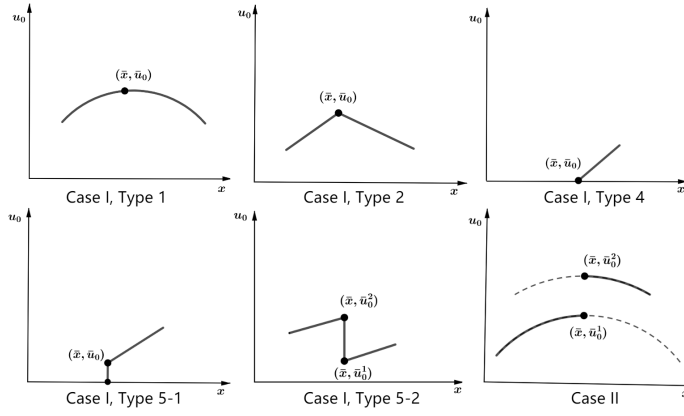 u₀
(x̄, ū₀)
x
Case I, Type 1
u₀
(x̄, ū₀)
x
Case I, Type 2
u₀
(x̄, ū₀)
x
Case I, Type 4
u₀
(x̄, ū₀)
x
Case I, Type 5-1
u₀
(x̄, ū₀²)
(x̄, ū₀¹)
x
Case I, Type 5-2
u₀
(x̄, ū₀²)
(x̄, ū₀¹)
x
Case II